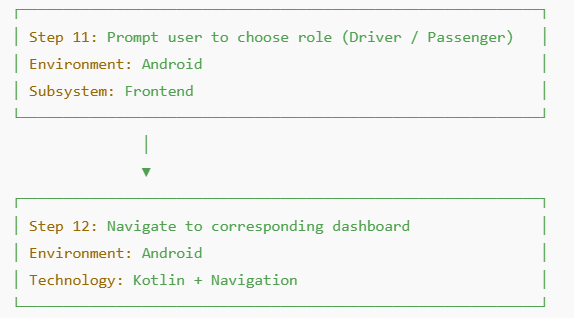 Step 11: Prompt user to choose role (Driver / Passenger)
Environment: Android
Subsystem: Frontend
Step 12: Navigate to corresponding dashboard
Environment: Android
Technology: Kotlin + Navigation